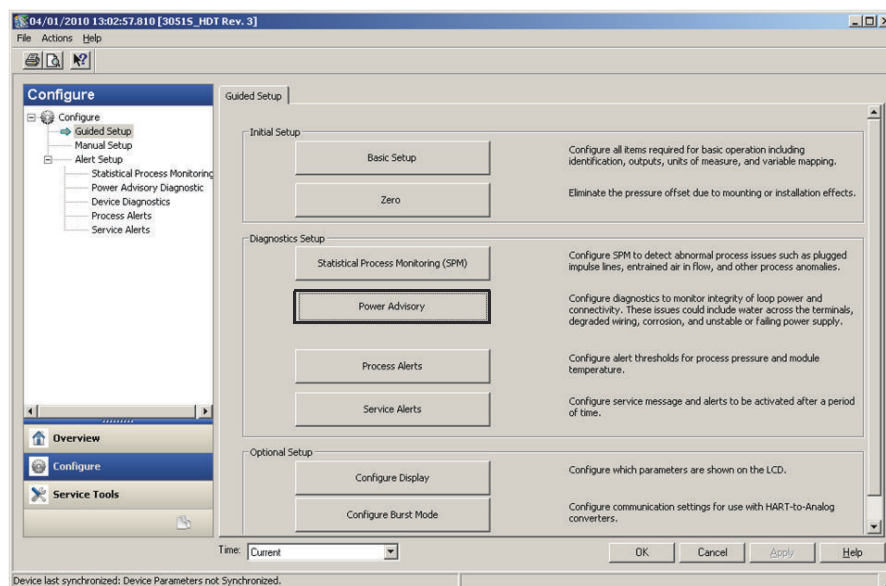 04/01/2010 13:02:57.810 [3051S_HDT Rev. 3]
File Actions Help
Configure
Configure
Guided Setup
Manual Setup
Alert Setup
Statistical Process Monitoring
Power Advisory Diagnostic
Device Diagnostics
Process Alerts
Service Alerts
Overview
Configure
Service Tools
Guided Setup
Initial Setup
Basic Setup
Configure all items required for basic operation including
identification, outputs, units of measure, and variable mapping.
Zero
Eliminate the pressure offset due to mounting or installation effects.
Diagnostics Setup
Statistical Process Monitoring (SPM)
Configure SPM to detect abnormal process issues such as plugged
impulse lines, entrained air in flow, and other process anomalies.
Power Advisory
Configure diagnostics to monitor integrity of loop power and
connectivity. These issues could include water across the terminals,
degraded wiring, corrosion, and unstable or failing power supply.
Process Alerts
Configure alert thresholds for process pressure and module
temperature.
Service Alerts
Configure service message and alerts to be activated after a period
of time.
Optional Setup
Configure Display
Configure which parameters are shown on the LCD.
Configure Burst Mode
Configure communication settings for use with HART-to-Analog
converters.
Time: Current
OK Cancel Apply Help
Device last synchronized: Device Parameters not Synchronized.